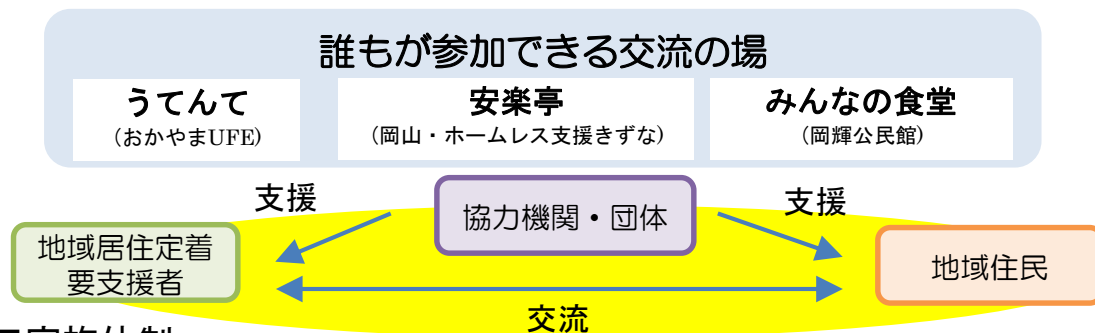 誰もが参加できる交流の場
うてんて
(おかやまUFE)
安楽亭
(岡山・ホームレス支援きずな)
みんなの食堂
(岡輝公民館)
支援
協力機関・団体
支援
地域居住定着
要支援者
地域住民
交流